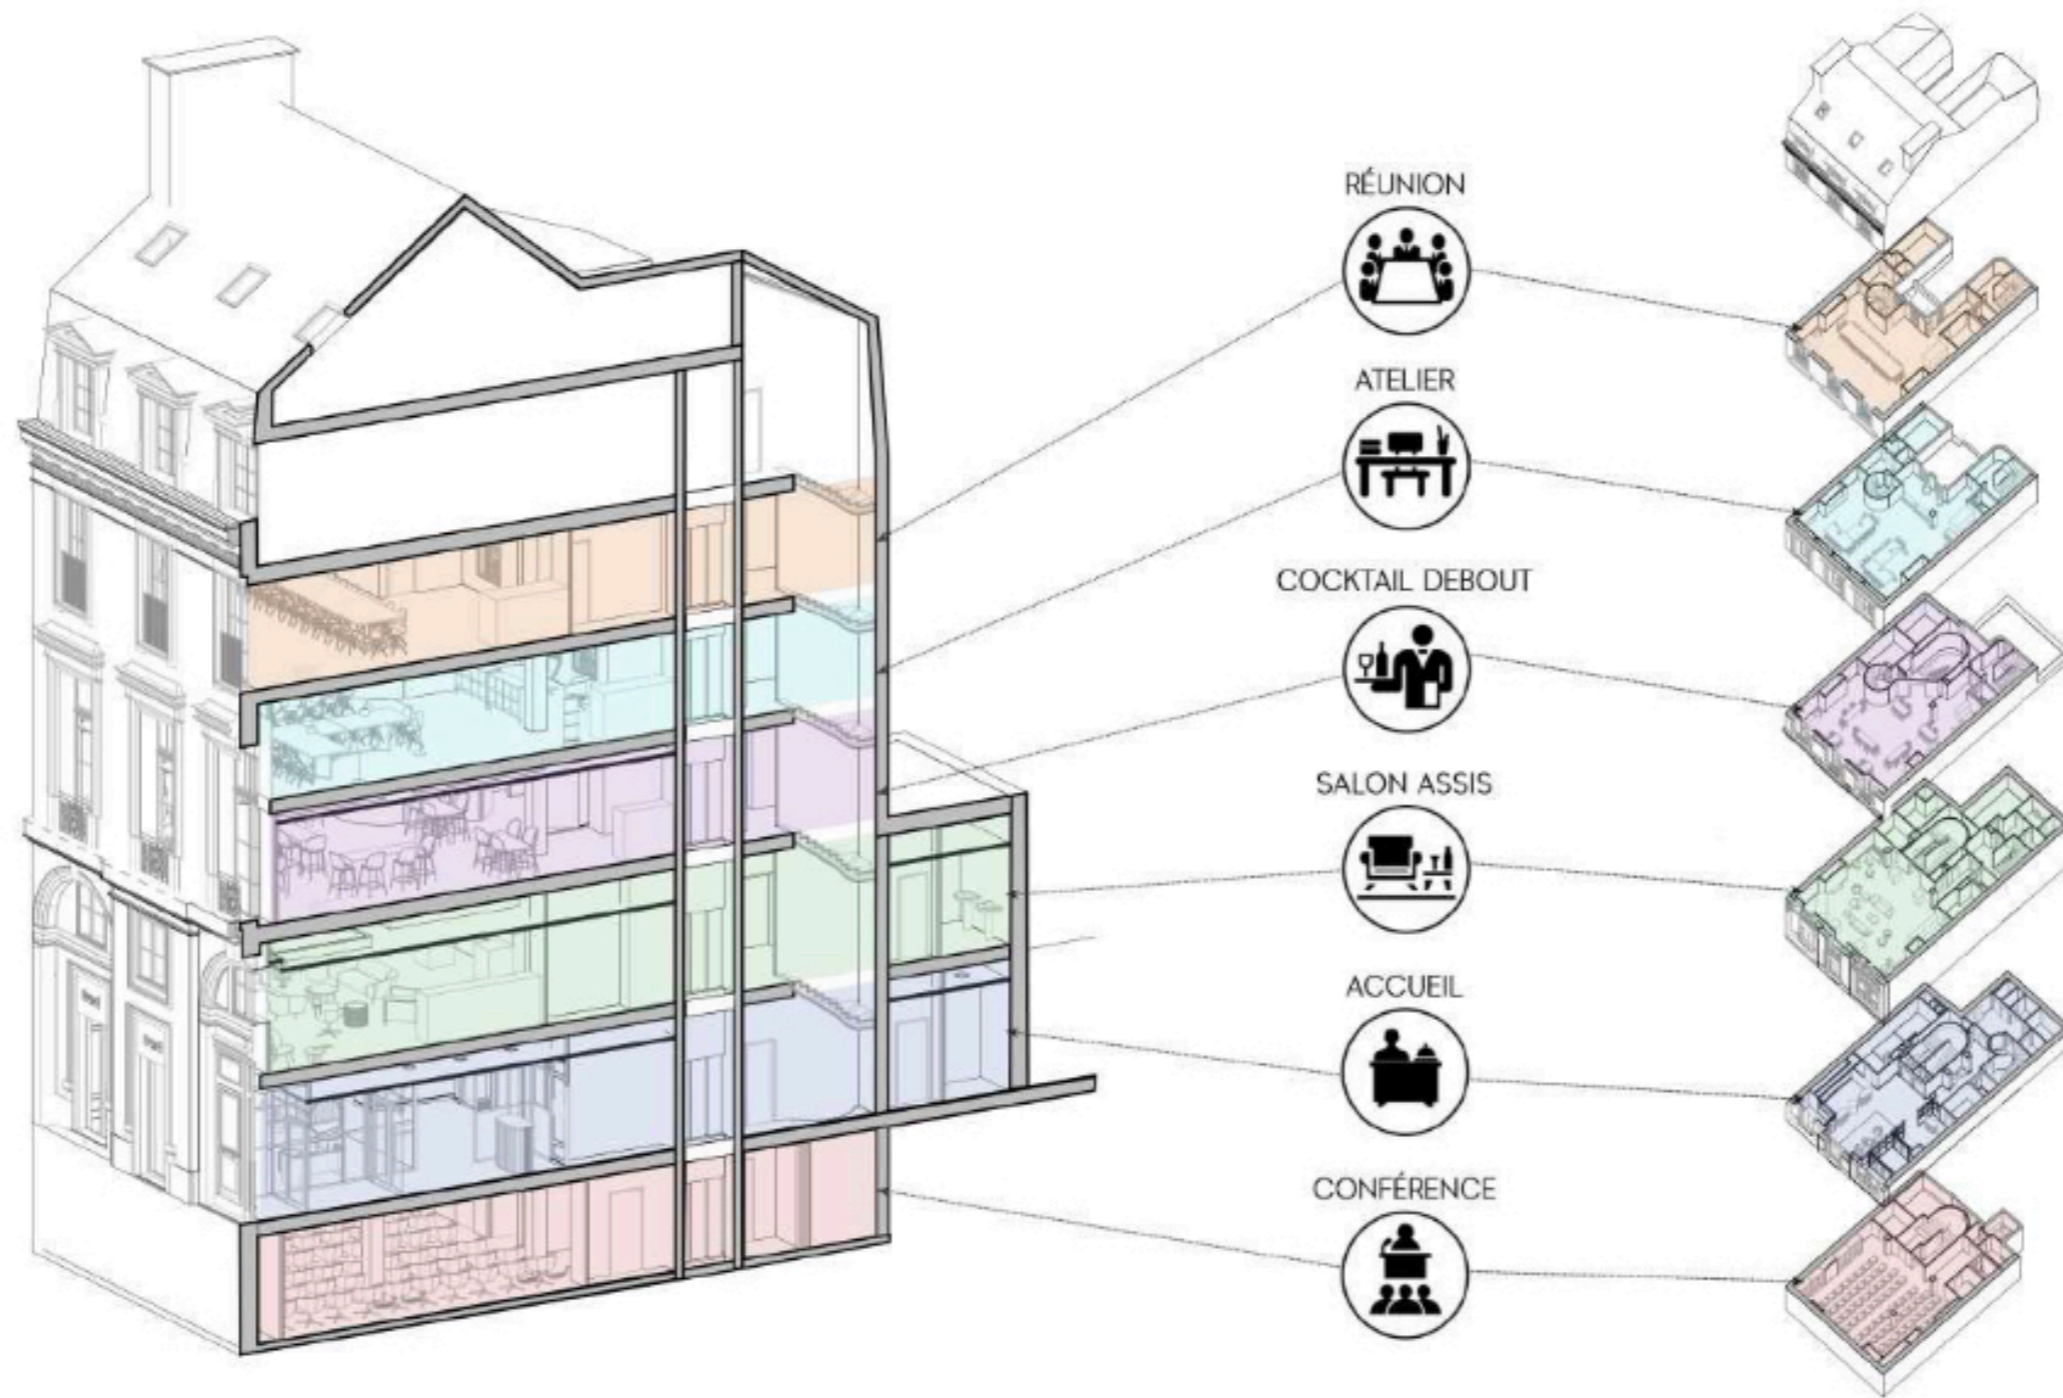 RÉUNION
ATELIER
COCKTAIL DEBOUT
SALON ASSIS
ACCUEIL
CONFÉRENCE